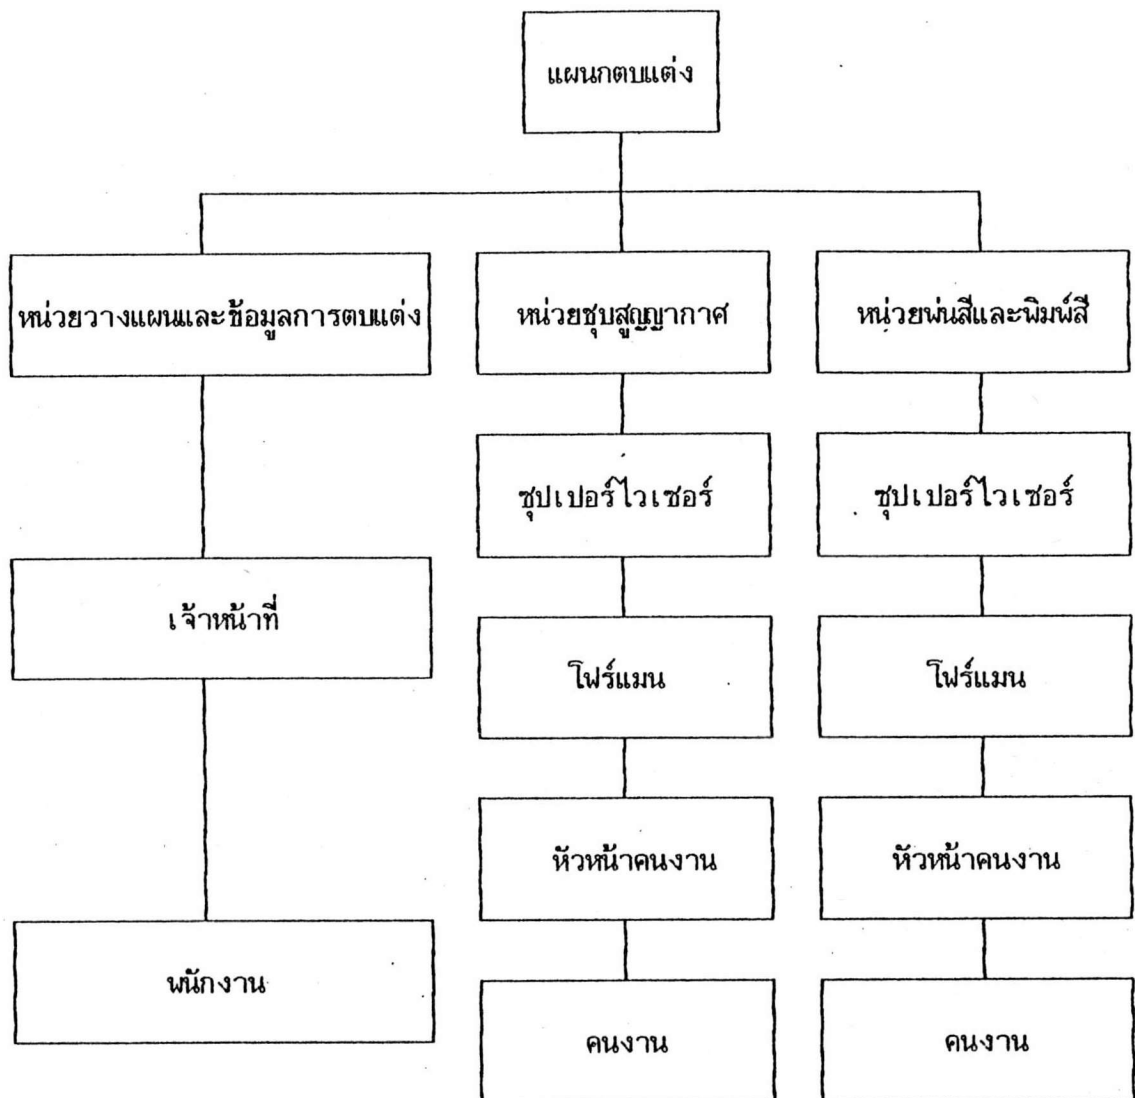 แผนกตบแต่ง
หน่วยวางแผนและข้อมูลการตบแต่ง
หน่วยชุบสูญญากาศ
หน่วยพ่นสีและพิมพ์สี
ซุปเปอร์ไวเซอร์
ซุปเปอร์ไวเซอร์
เจ้าหน้าที่
โฟร์แมน
โฟร์แมน
หัวหน้าคนงาน
หัวหน้าคนงาน
พนักงาน
คนงาน
คนงาน